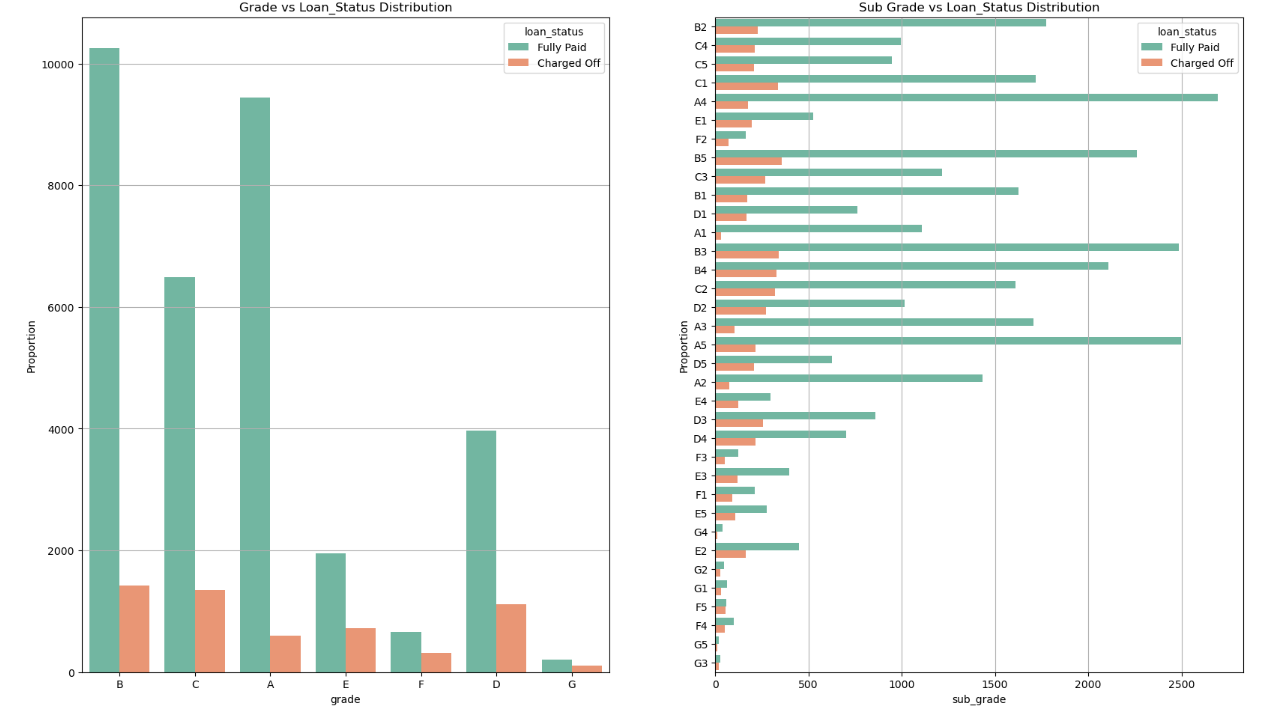 Grade vs Loan_Status Distribution
loan_status
Fully Paid
Charged Off
10000
8000
6000
4000
2000
0
Proportion
B C A E F D G
grade
Sub Grade vs Loan_Status Distribution
loan_status
Fully Paid
Charged Off
B2
C4
C5
C1
A4
E1
F2
B5
C3
B1
D1
A1
B3
B4
C2
D2
A3
A5
D5
A2
E4
D3
D4
F3
E3
F1
E5
G4
E2
G2
G1
F5
F4
G5
G3
Proportion
0 500 1000 1500 2000 2500
sub_grade